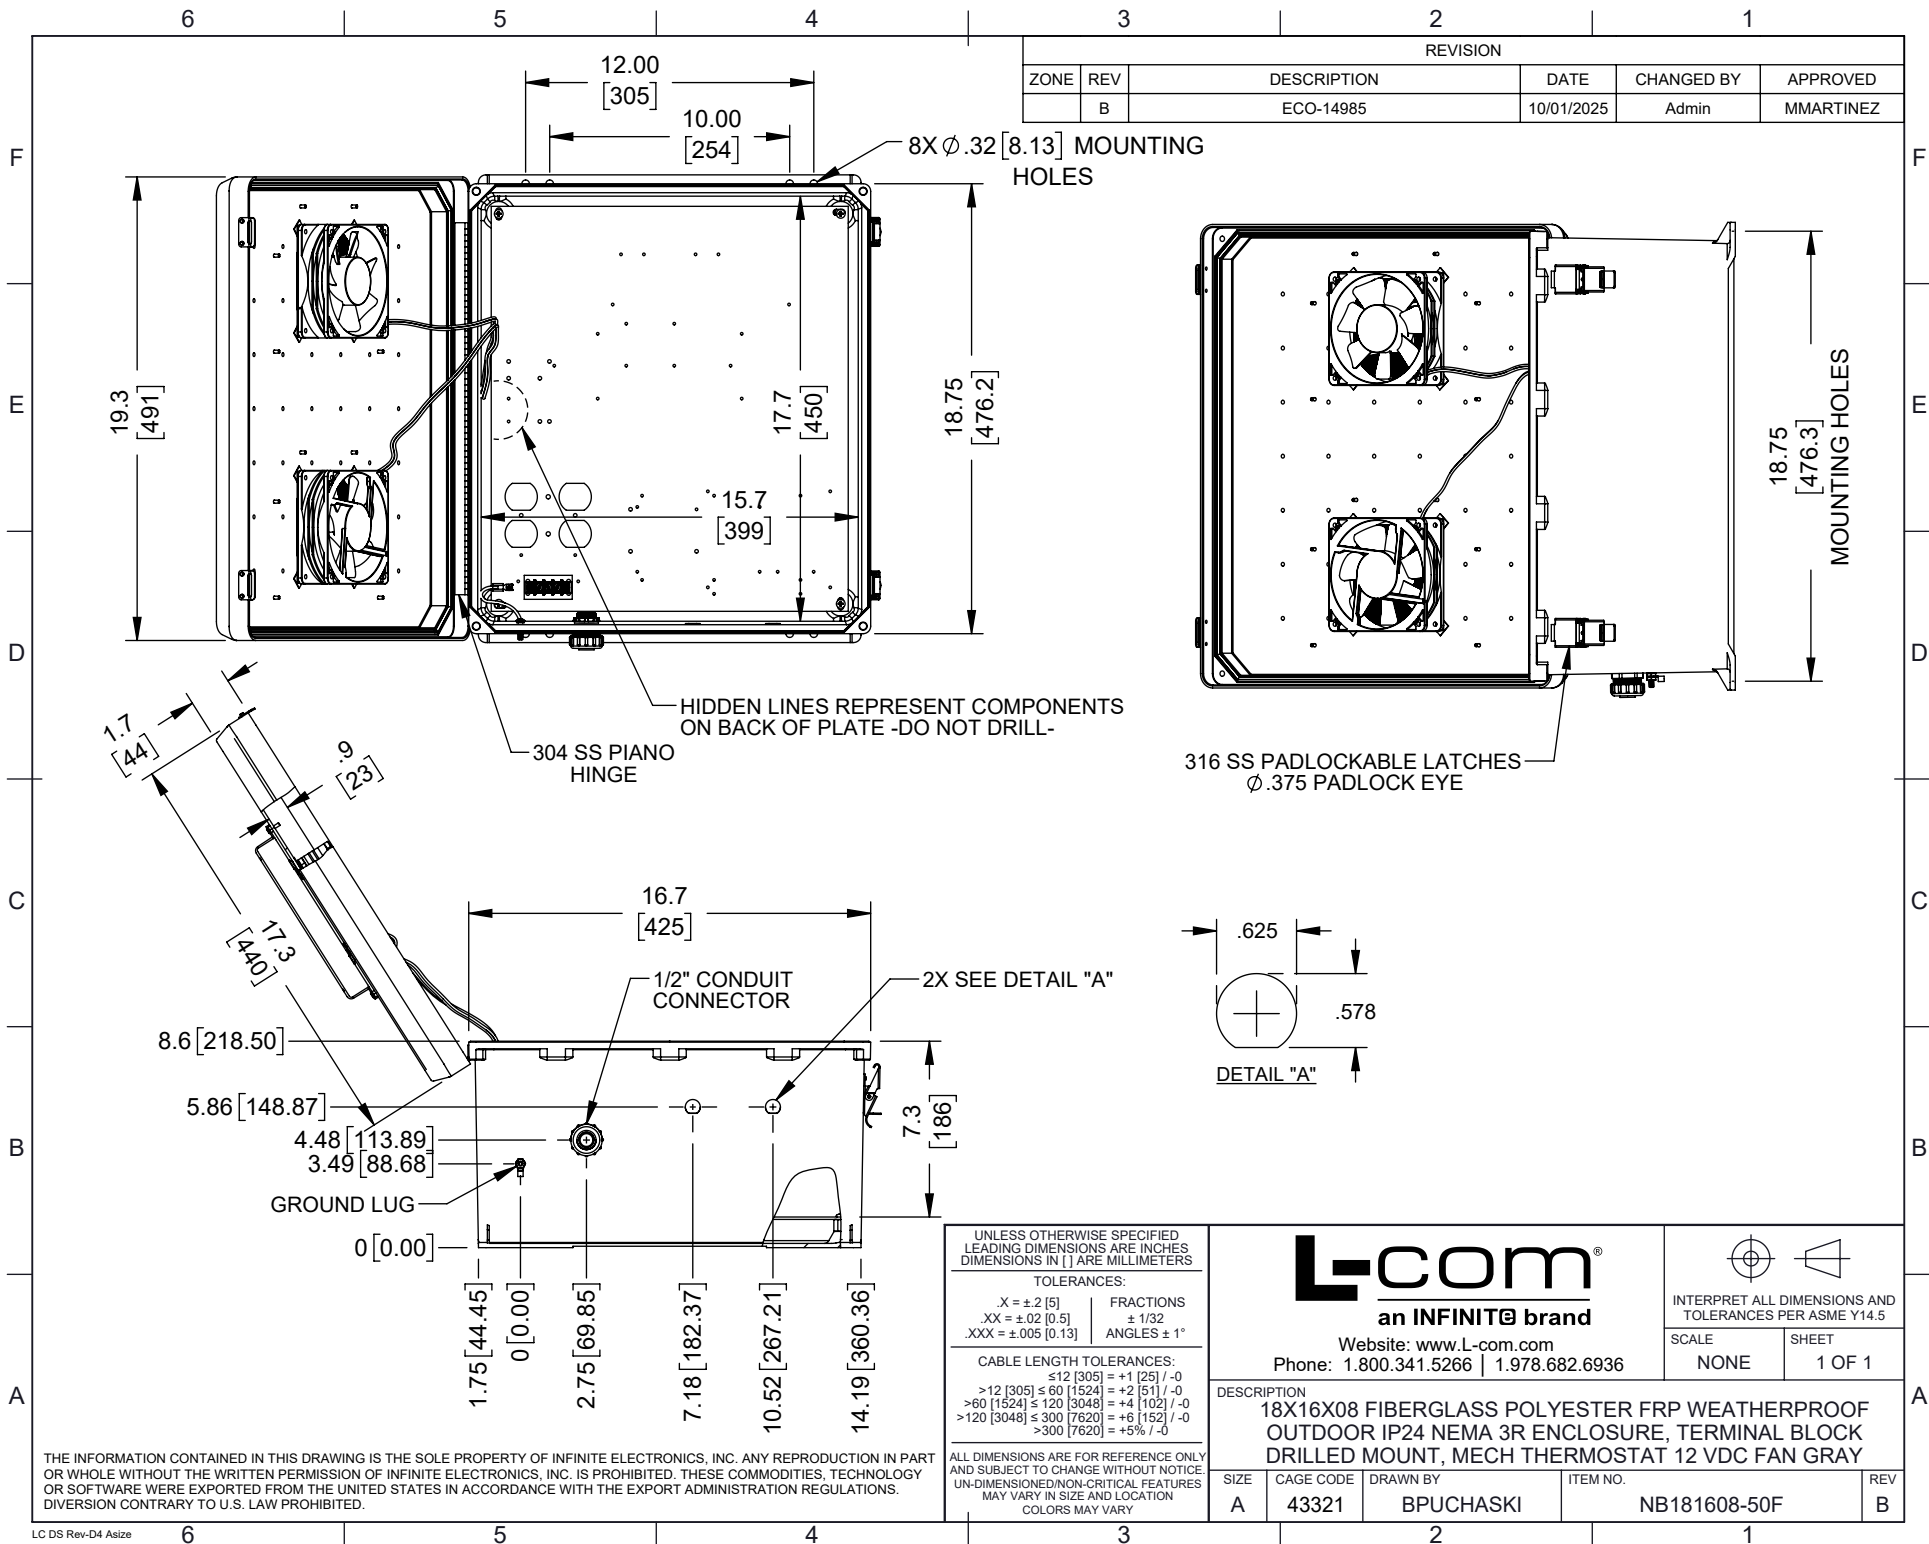 6 5 4 3 2 1
REVISION
ZONE REV DESCRIPTION DATE CHANGED BY APPROVED
B ECO-14985 10/01/2025 Admin MMARTINEZ
F F
E E
D D
C C
B B
A A
12.00
[305]
10.00
[254]
8X Ø .32 [8.13] MOUNTING
HOLES
19.3
[491]
17.7
[450]
18.75
[476.2]
15.7
[399]
HIDDEN LINES REPRESENT COMPONENTS
ON BACK OF PLATE -DO NOT DRILL-
304 SS PIANO
HINGE
18.75
[476.3]
MOUNTING HOLES
316 SS PADLOCKABLE LATCHES
Ø .375 PADLOCK EYE
1.7
[44]
.9
[23]
17.3
[440]
16.7
[425]
1/2" CONDUIT
CONNECTOR
2X SEE DETAIL "A"
8.6 [218.50]
5.86 [148.87]
4.48 [113.89]
3.49 [88.68]
GROUND LUG
0 [0.00]
7.3
[186]
1.75 [44.45]
0 [0.00]
2.75 [69.85]
7.18 [182.37]
10.52 [267.21]
14.19 [360.36]
.625
.578
DETAIL "A"
UNLESS OTHERWISE SPECIFIED
LEADING DIMENSIONS ARE INCHES
DIMENSIONS IN [ ] ARE MILLIMETERS
TOLERANCES:
.X = ±.2 [5] FRACTIONS
.XX = ±.02 [0.5] ± 1/32
.XXX = ±.005 [0.13] ANGLES ± 1°
CABLE LENGTH TOLERANCES:
≤12 [305] = +1 [25] / -0
>12 [305] ≤ 60 [1524] = +2 [51] / -0
>60 [1524] ≤ 120 [3048] = +4 [102] / -0
>120 [3048] ≤ 300 [7620] = +6 [152] / -0
>300 [7620] = +5% / -0
ALL DIMENSIONS ARE FOR REFERENCE ONLY
AND SUBJECT TO CHANGE WITHOUT NOTICE.
UN-DIMENSIONED/NON-CRITICAL FEATURES
MAY VARY IN SIZE AND LOCATION
COLORS MAY VARY
L-com®
an INFINITe brand
Website: www.L-com.com
Phone: 1.800.341.5266 | 1.978.682.6936
INTERPRET ALL DIMENSIONS AND
TOLERANCES PER ASME Y14.5
SCALE SHEET
NONE 1 OF 1
DESCRIPTION
18X16X08 FIBERGLASS POLYESTER FRP WEATHERPROOF
OUTDOOR IP24 NEMA 3R ENCLOSURE, TERMINAL BLOCK
DRILLED MOUNT, MECH THERMOSTAT 12 VDC FAN GRAY
SIZE CAGE CODE DRAWN BY ITEM NO. REV
A 43321 BPUCHASKI NB181608-50F B
THE INFORMATION CONTAINED IN THIS DRAWING IS THE SOLE PROPERTY OF INFINITE ELECTRONICS, INC. ANY REPRODUCTION IN PART
OR WHOLE WITHOUT THE WRITTEN PERMISSION OF INFINITE ELECTRONICS, INC. IS PROHIBITED. THESE COMMODITIES, TECHNOLOGY
OR SOFTWARE WERE EXPORTED FROM THE UNITED STATES IN ACCORDANCE WITH THE EXPORT ADMINISTRATION REGULATIONS.
DIVERSION CONTRARY TO U.S. LAW PROHIBITED.
LC DS Rev-D4 Asize
6 5 4 3 2 1